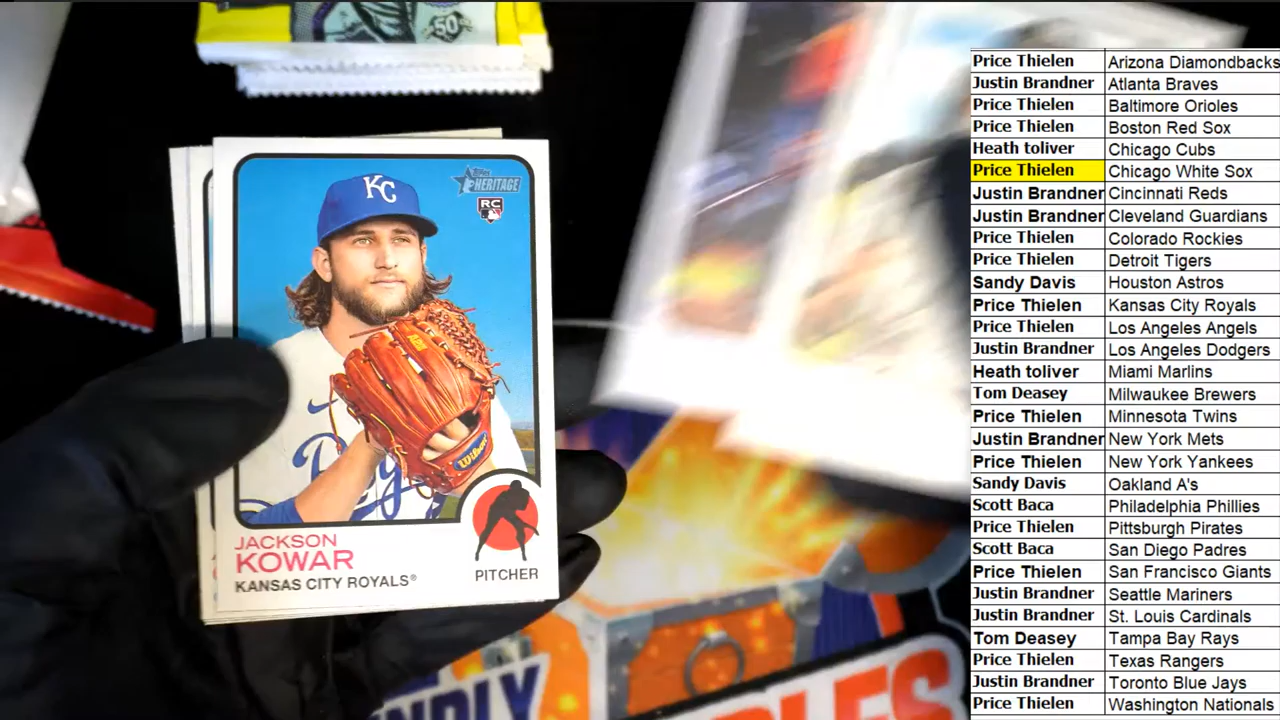 50
KC
Topps
HERITAGE
RC
Wilson
JACKSON
KOWAR
KANSAS CITY ROYALS®
PITCHER
Price Thielen Arizona Diamondbacks
Justin Brandner Atlanta Braves
Price Thielen Baltimore Orioles
Price Thielen Boston Red Sox
Heath toliver Chicago Cubs
Price Thielen Chicago White Sox
Justin Brandner Cincinnati Reds
Justin Brandner Cleveland Guardians
Price Thielen Colorado Rockies
Price Thielen Detroit Tigers
Sandy Davis Houston Astros
Price Thielen Kansas City Royals
Price Thielen Los Angeles Angels
Justin Brandner Los Angeles Dodgers
Heath toliver Miami Marlins
Tom Deasey Milwaukee Brewers
Price Thielen Minnesota Twins
Justin Brandner New York Mets
Price Thielen New York Yankees
Sandy Davis Oakland A's
Scott Baca Philadelphia Phillies
Price Thielen Pittsburgh Pirates
Scott Baca San Diego Padres
Price Thielen San Francisco Giants
Justin Brandner Seattle Mariners
Justin Brandner St. Louis Cardinals
Tom Deasey Tampa Bay Rays
Price Thielen Texas Rangers
Justin Brandner Toronto Blue Jays
Price Thielen Washington Nationals